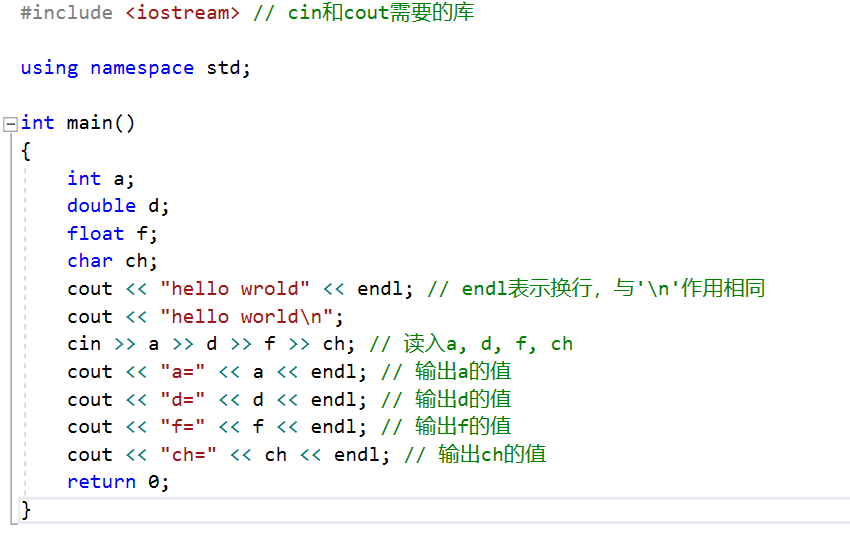 #include <iostream> // cin和cout需要的库
using namespace std;
int main()
{
int a;
double d;
float f;
char ch;
cout << "hello wrold" << endl; // endl表示换行，与'\n'作用相同
cout << "hello world\n";
cin >> a >> d >> f >> ch; // 读入a, d, f, ch
cout << "a=" << a << endl; // 输出a的值
cout << "d=" << d << endl; // 输出d的值
cout << "f=" << f << endl; // 输出f的值
cout << "ch=" << ch << endl; // 输出ch的值
return 0;
}